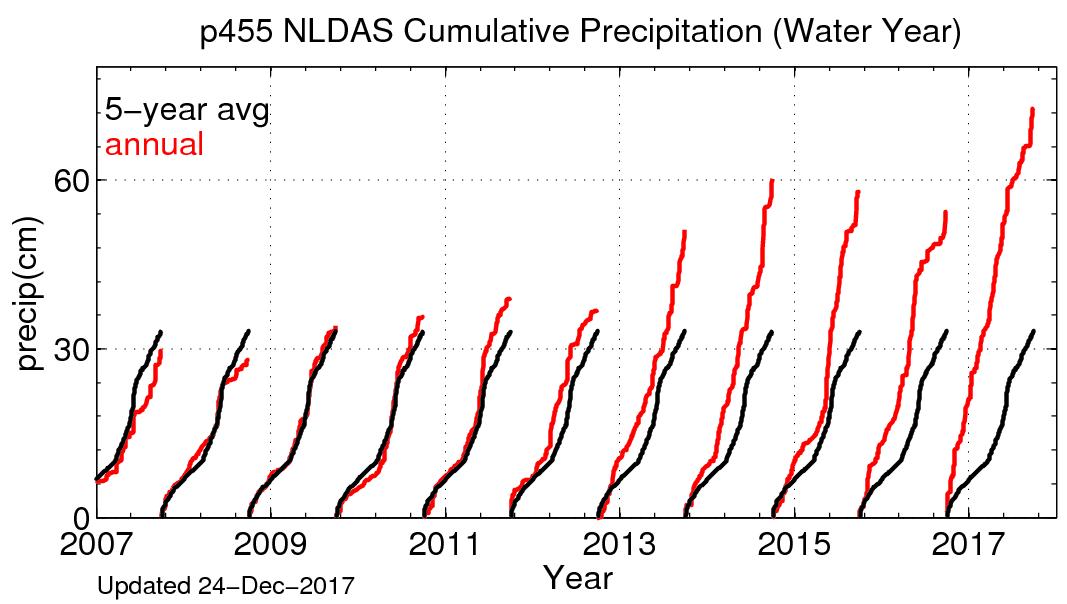 p455 NLDAS Cumulative Precipitation (Water Year)
5−year avg
annual
60
30
0
precip(cm)
2007 2009 2011 2013 2015 2017
Year
Updated 24−Dec−2017